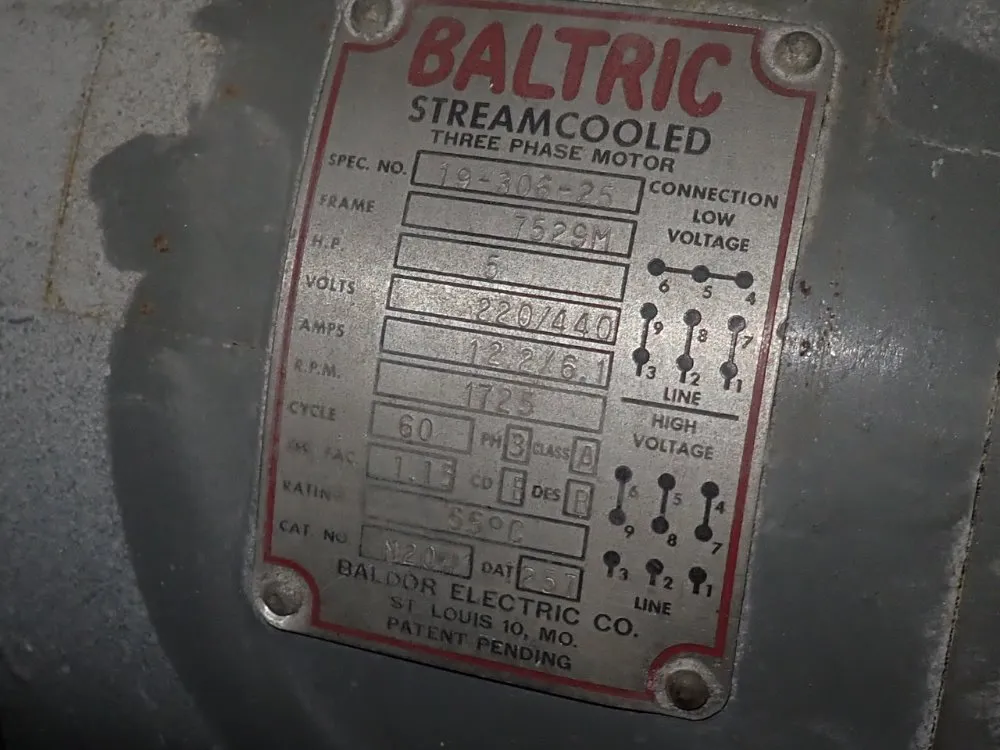 BALTRIC
STREAMCOOLED
THREE PHASE MOTOR
SPEC. NO. 19-306-25
FRAME 7529M
H.P. 5
VOLTS 220/440
AMPS 12.2/6.1
R.P.M. 1725
CYCLE 60 PH 3 CLASS A
FAC. 1.15 CD DES B
RATING 55°C
CAT NO DAT 257
BALDOR ELECTRIC CO.
ST. LOUIS 10, MO.
PATENT PENDING
CONNECTION
LOW
VOLTAGE
6 5 4
9 8 7
3 2 1
LINE
HIGH
VOLTAGE
6 5 4
9 8 7
3 2 1
LINE